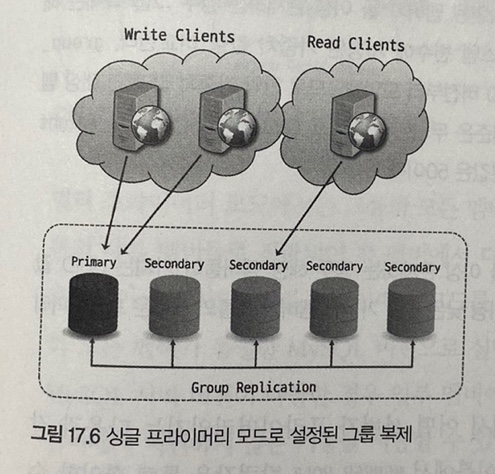 Write Clients
Read Clients
Primary
Secondary
Secondary
Secondary
Secondary
Group Replication
그림 17.6 싱글 프라이머리 모드로 설정된 그룹 복제